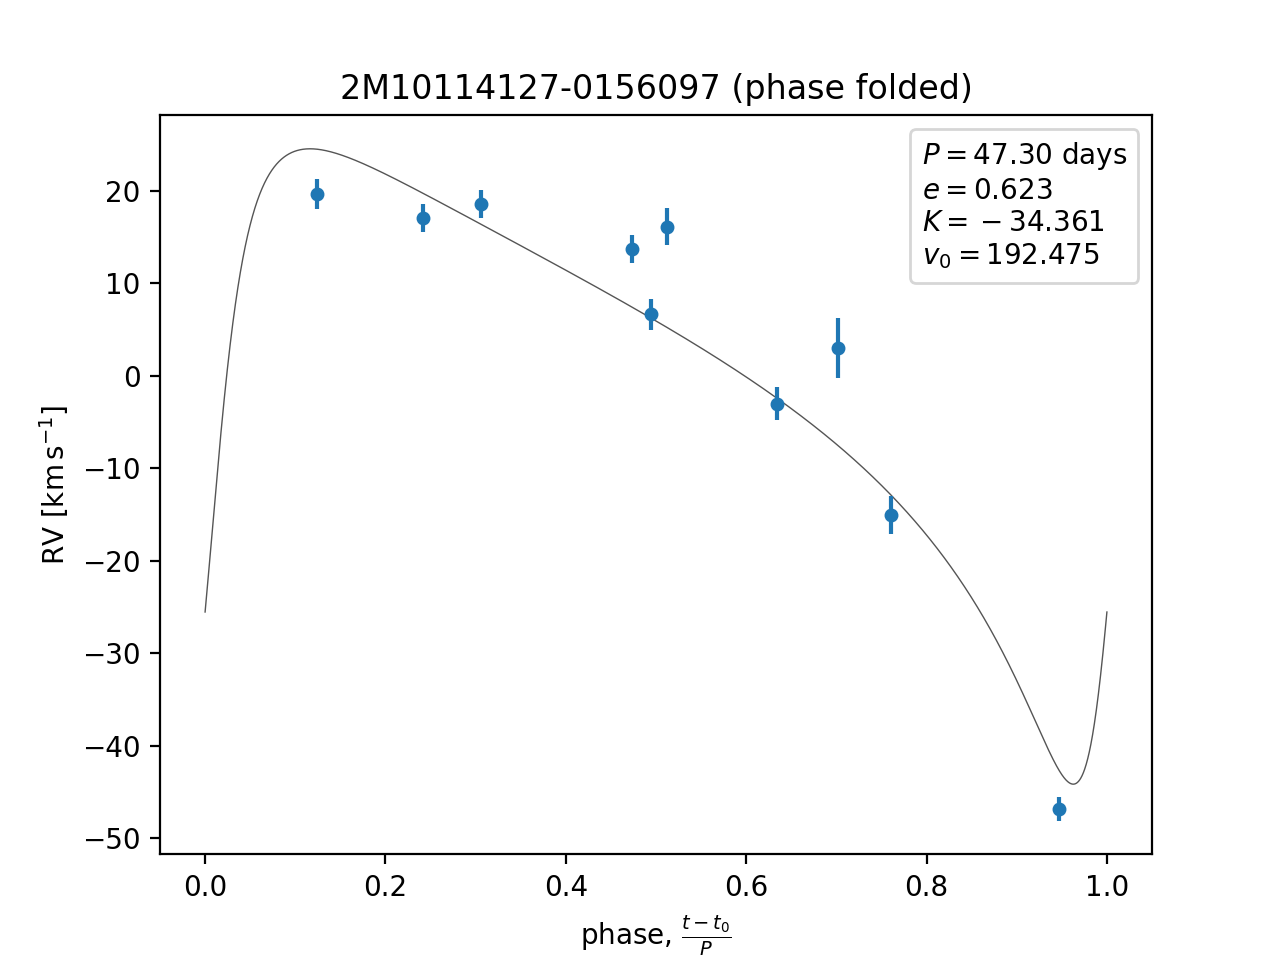 2M10114127-0156097 (phase folded)
P = 47.30 days
e = 0.623
K = −34.361
v₀ = 192.475
RV [km s⁻¹]
20
10
0
−10
−20
−30
−40
−50
0.0 0.2 0.4 0.6 0.8 1.0
phase, (t − t₀)/P